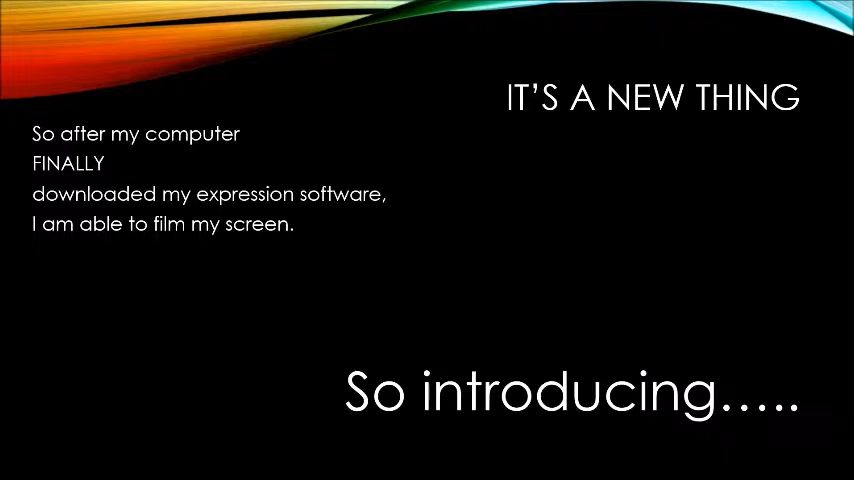 IT'S A NEW THING
So after my computer
FINALLY
downloaded my expression software,
I am able to film my screen.
So introducing.....